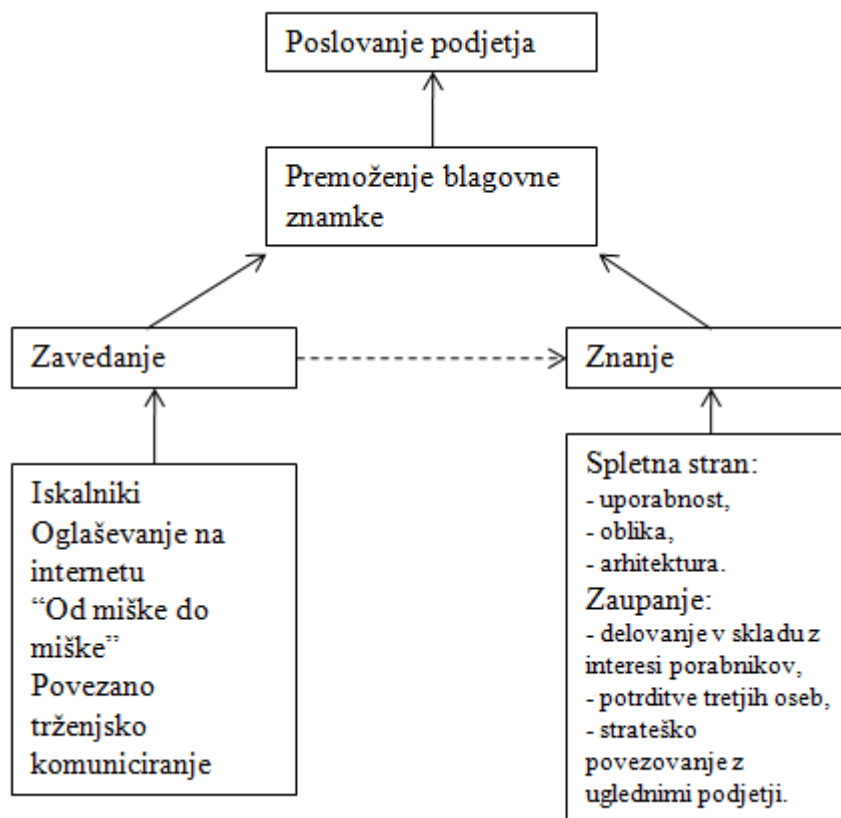 Poslovanje podjetja
Premoženje blagovne
znamke
Zavedanje
Znanje
Iskalniki
Oglaševanje na
internetu
“Od miške do
miške”
Povezano
trženjsko
komuniciranje
Spletna stran:
- uporabnost,
- oblika,
- arhitektura.
Zaupanje:
- delovanje v skladu z
interesi porabnikov,
- potrditve tretjih oseb,
- strateško
povezovanje z
uglednimi podjetji.